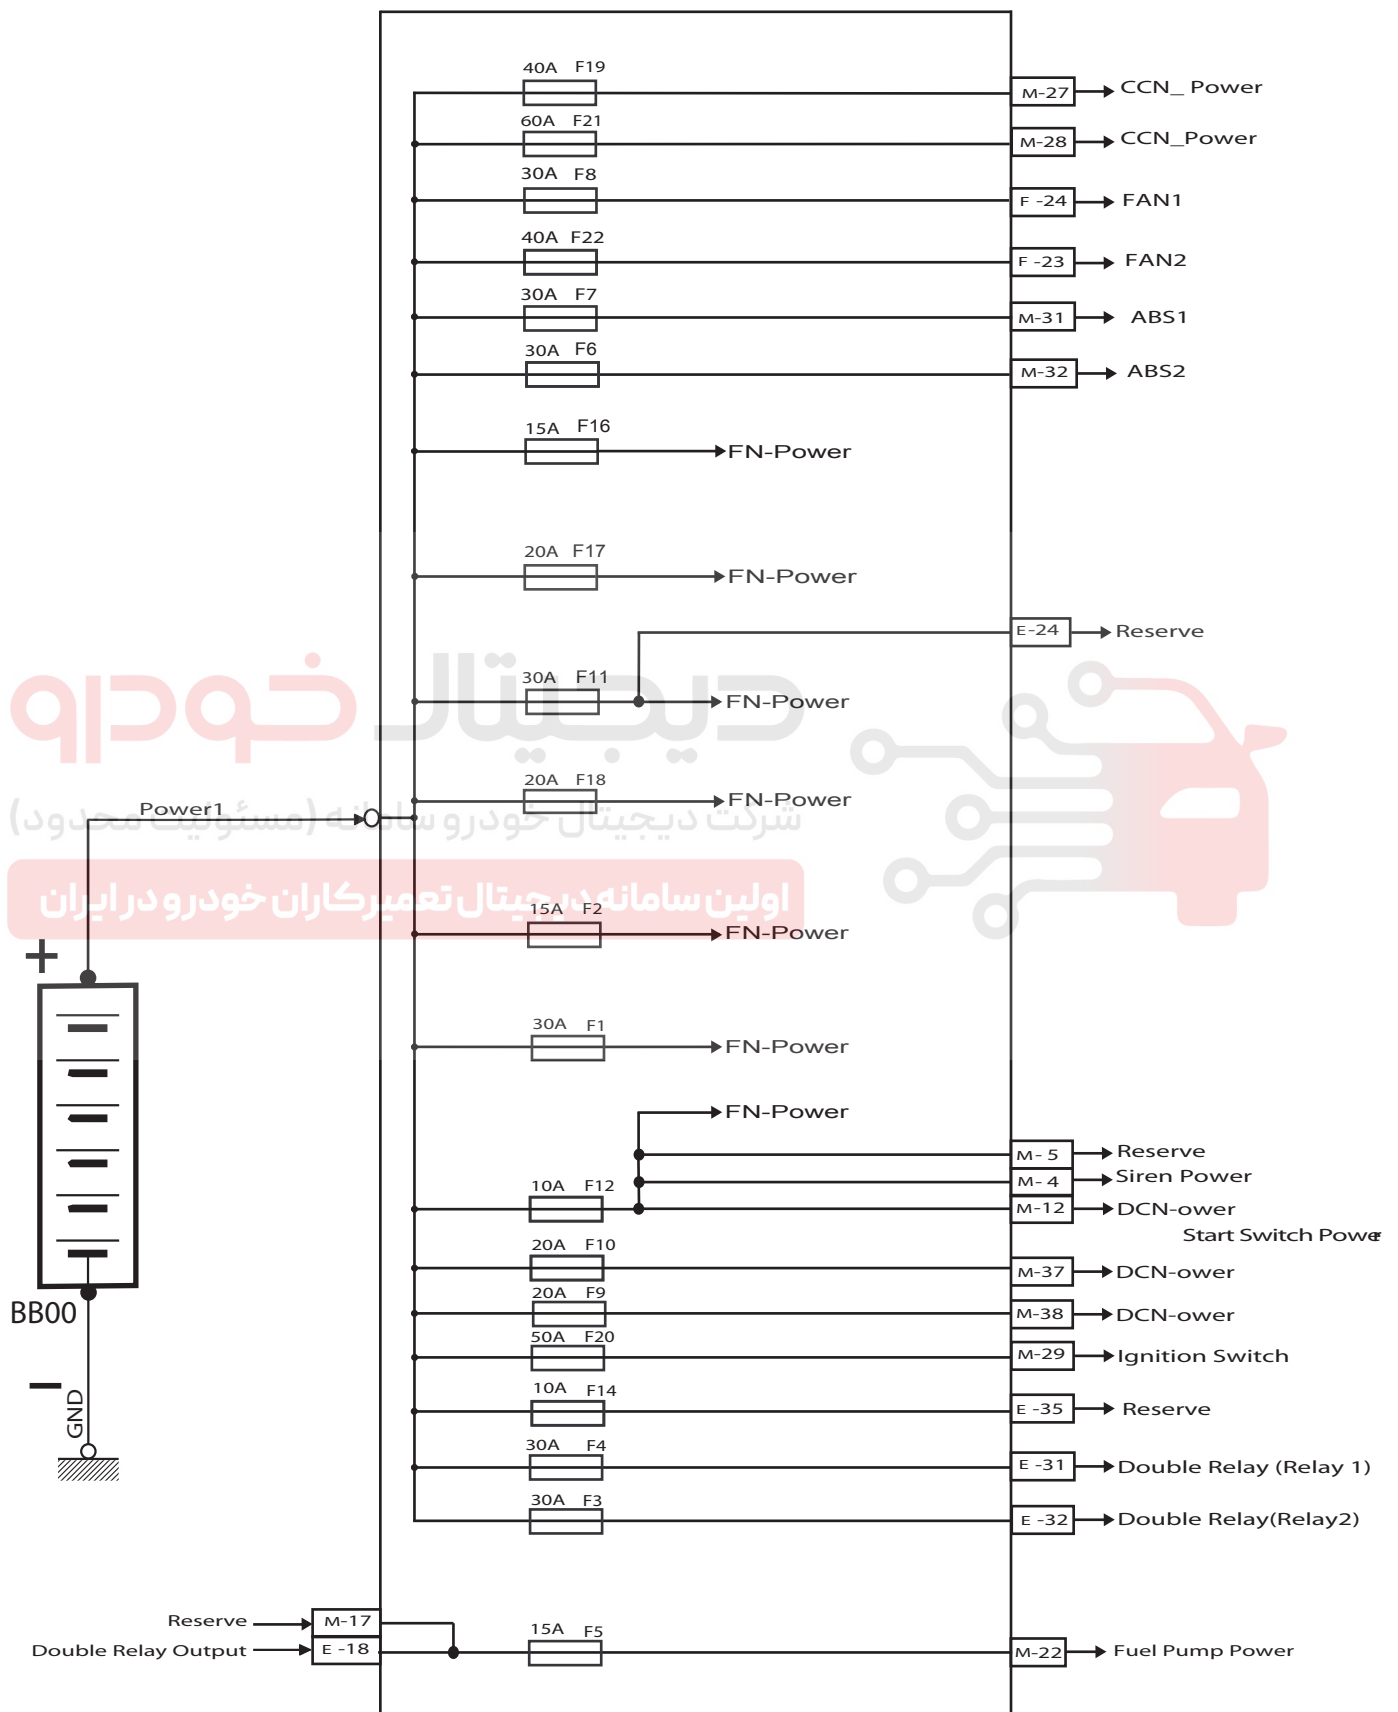 40A F19
M-27 CCN_ Power
60A F21
M-28 CCN_Power
30A F8
F -24 FAN1
40A F22
F -23 FAN2
30A F7
M-31 ABS1
30A F6
M-32 ABS2
15A F16
FN-Power
20A F17
FN-Power
E-24 Reserve
دیجیتال خودرو
30A F11
FN-Power
20A F18
FN-Power
Power1
شرکت دیجیتال خودرو سامانه (مسئولیت محدود)
اولین سامانه دیجیتال تعمیرکاران خودرو در ایران
15A F2
FN-Power
+
30A F1
FN-Power
FN-Power
M- 5 Reserve
M- 4 Siren Power
10A F12
M-12 DCN-ower
Start Switch Power
20A F10
M-37 DCN-ower
20A F9
M-38 DCN-ower
BB00
50A F20
M-29 Ignition Switch
10A F14
E -35 Reserve
GND
30A F4
E -31 Double Relay (Relay 1)
30A F3
E -32 Double Relay(Relay2)
Reserve M-17
Double Relay Output E -18
15A F5
M-22 Fuel Pump Power